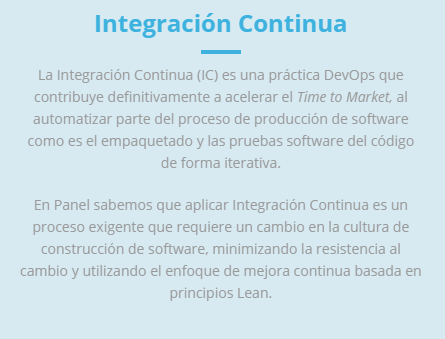 Integración Continua
La Integración Continua (IC) es una práctica DevOps que
contribuye definitivamente a acelerar el Time to Market, al
automatizar parte del proceso de producción de software
como es el empaquetado y las pruebas software del código
de forma iterativa.
En Panel sabemos que aplicar Integración Continua es un
proceso exigente que requiere un cambio en la cultura de
construcción de software, minimizando la resistencia al
cambio y utilizando el enfoque de mejora continua basada en
principios Lean.